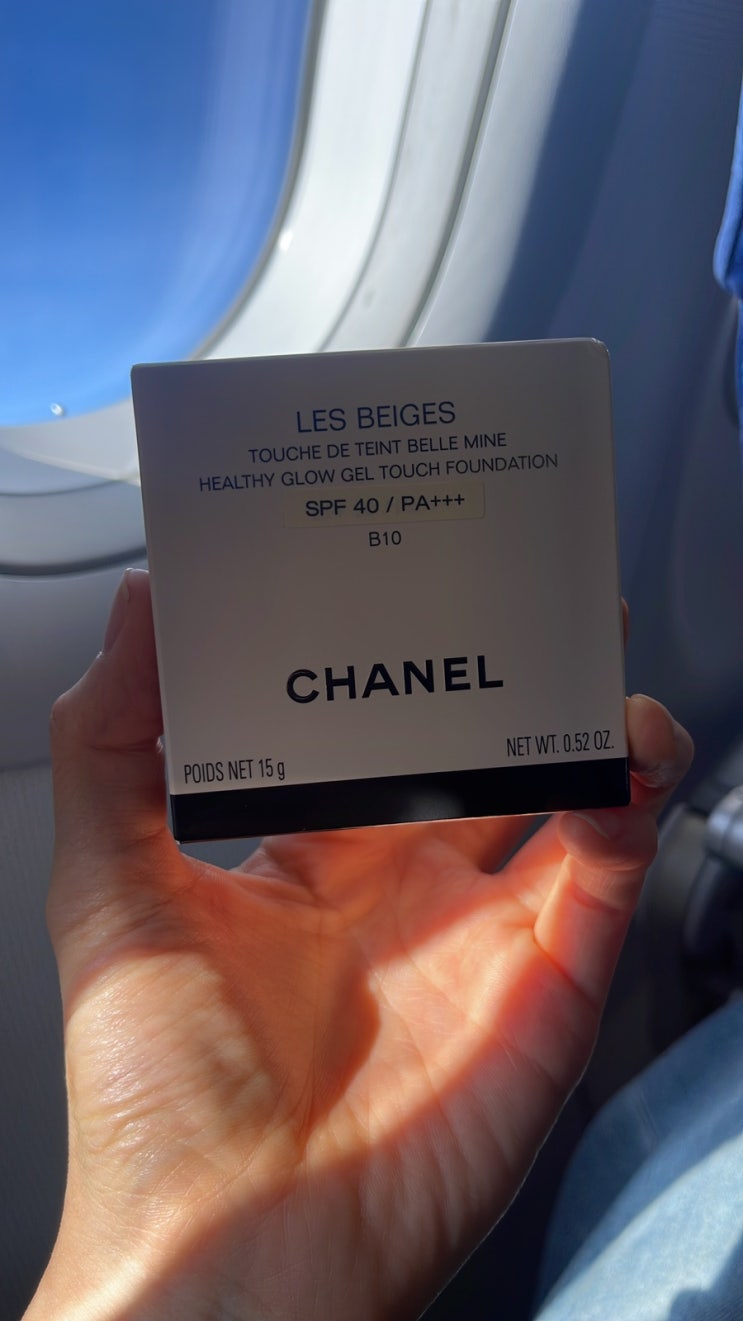 LES BEIGES
TOUCHE DE TEINT BELLE MINE
HEALTHY GLOW GEL TOUCH FOUNDATION
SPF 40 / PA+++
B10
CHANEL
POIDS NET 15 g
NET WT. 0.52 OZ.